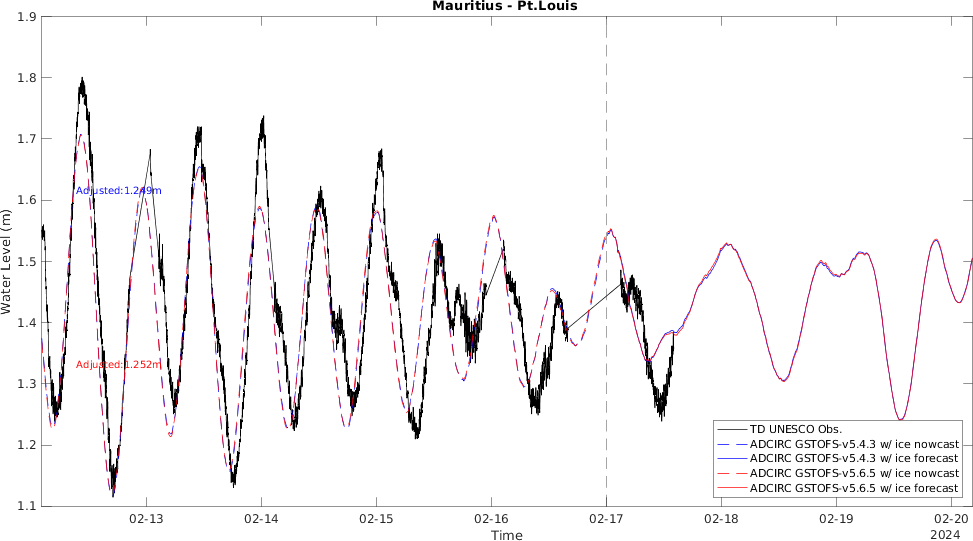 Mauritius - Pt.Louis
Water Level (m)
1.9
1.8
1.7
1.6
1.5
1.4
1.3
1.2
1.1
Adjusted:1.249m
Adjusted:1.252m
TD UNESCO Obs.
ADCIRC GSTOFS-v5.4.3 w/ ice nowcast
ADCIRC GSTOFS-v5.4.3 w/ ice forecast
ADCIRC GSTOFS-v5.6.5 w/ ice nowcast
ADCIRC GSTOFS-v5.6.5 w/ ice forecast
02-13 02-14 02-15 02-16 02-17 02-18 02-19 02-20
2024
Time